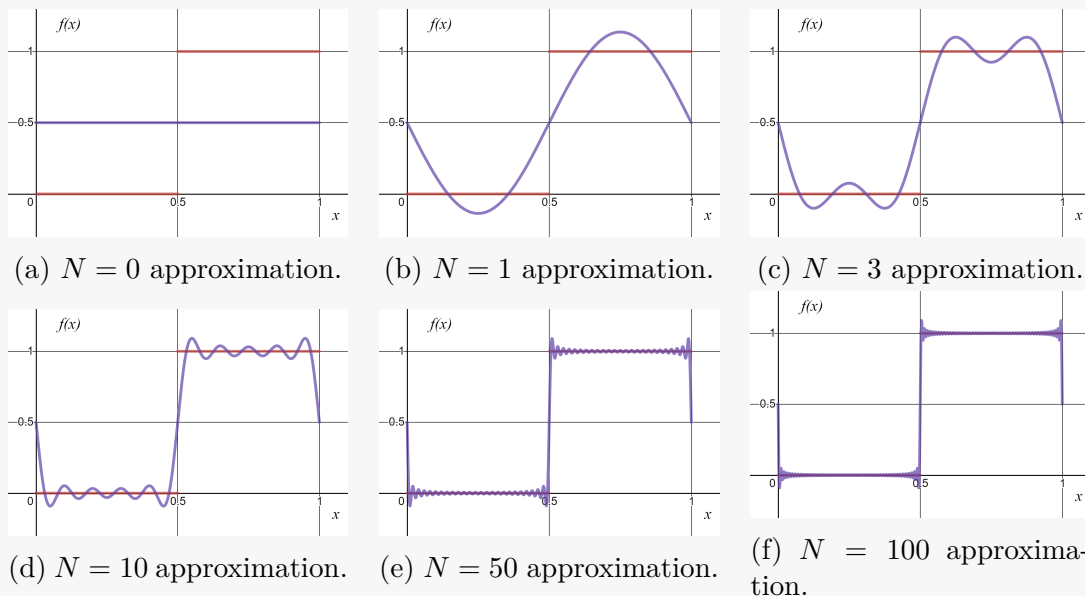 f(x)
1
0.5
0
0.5
1
x
(a) N = 0 approximation.
f(x)
1
0.5
0
0.5
1
x
(b) N = 1 approximation.
f(x)
1
0.5
0
0.5
1
x
(c) N = 3 approximation.
f(x)
1
0.5
0
0.5
1
x
(d) N = 10 approximation.
f(x)
1
0.5
0
0.5
1
x
(e) N = 50 approximation.
f(x)
1
0.5
0
0.5
1
x
(f) N = 100 approxima-
tion.